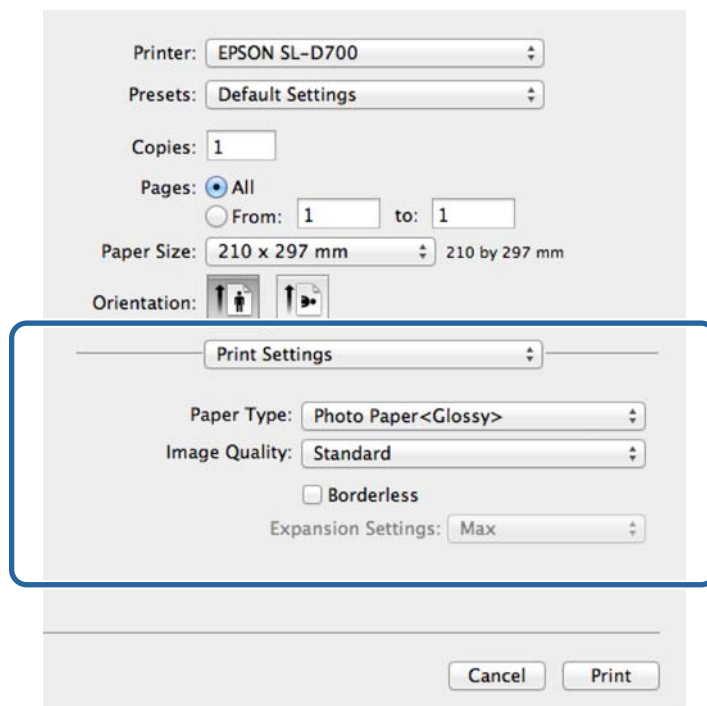 Printer: EPSON SL-D700
Presets: Default Settings
Copies: 1
Pages: All
From: 1 to: 1
Paper Size: 210 x 297 mm 210 by 297 mm
Orientation:
Print Settings
Paper Type: Photo Paper<Glossy>
Image Quality: Standard
Borderless
Expansion Settings: Max
Cancel Print